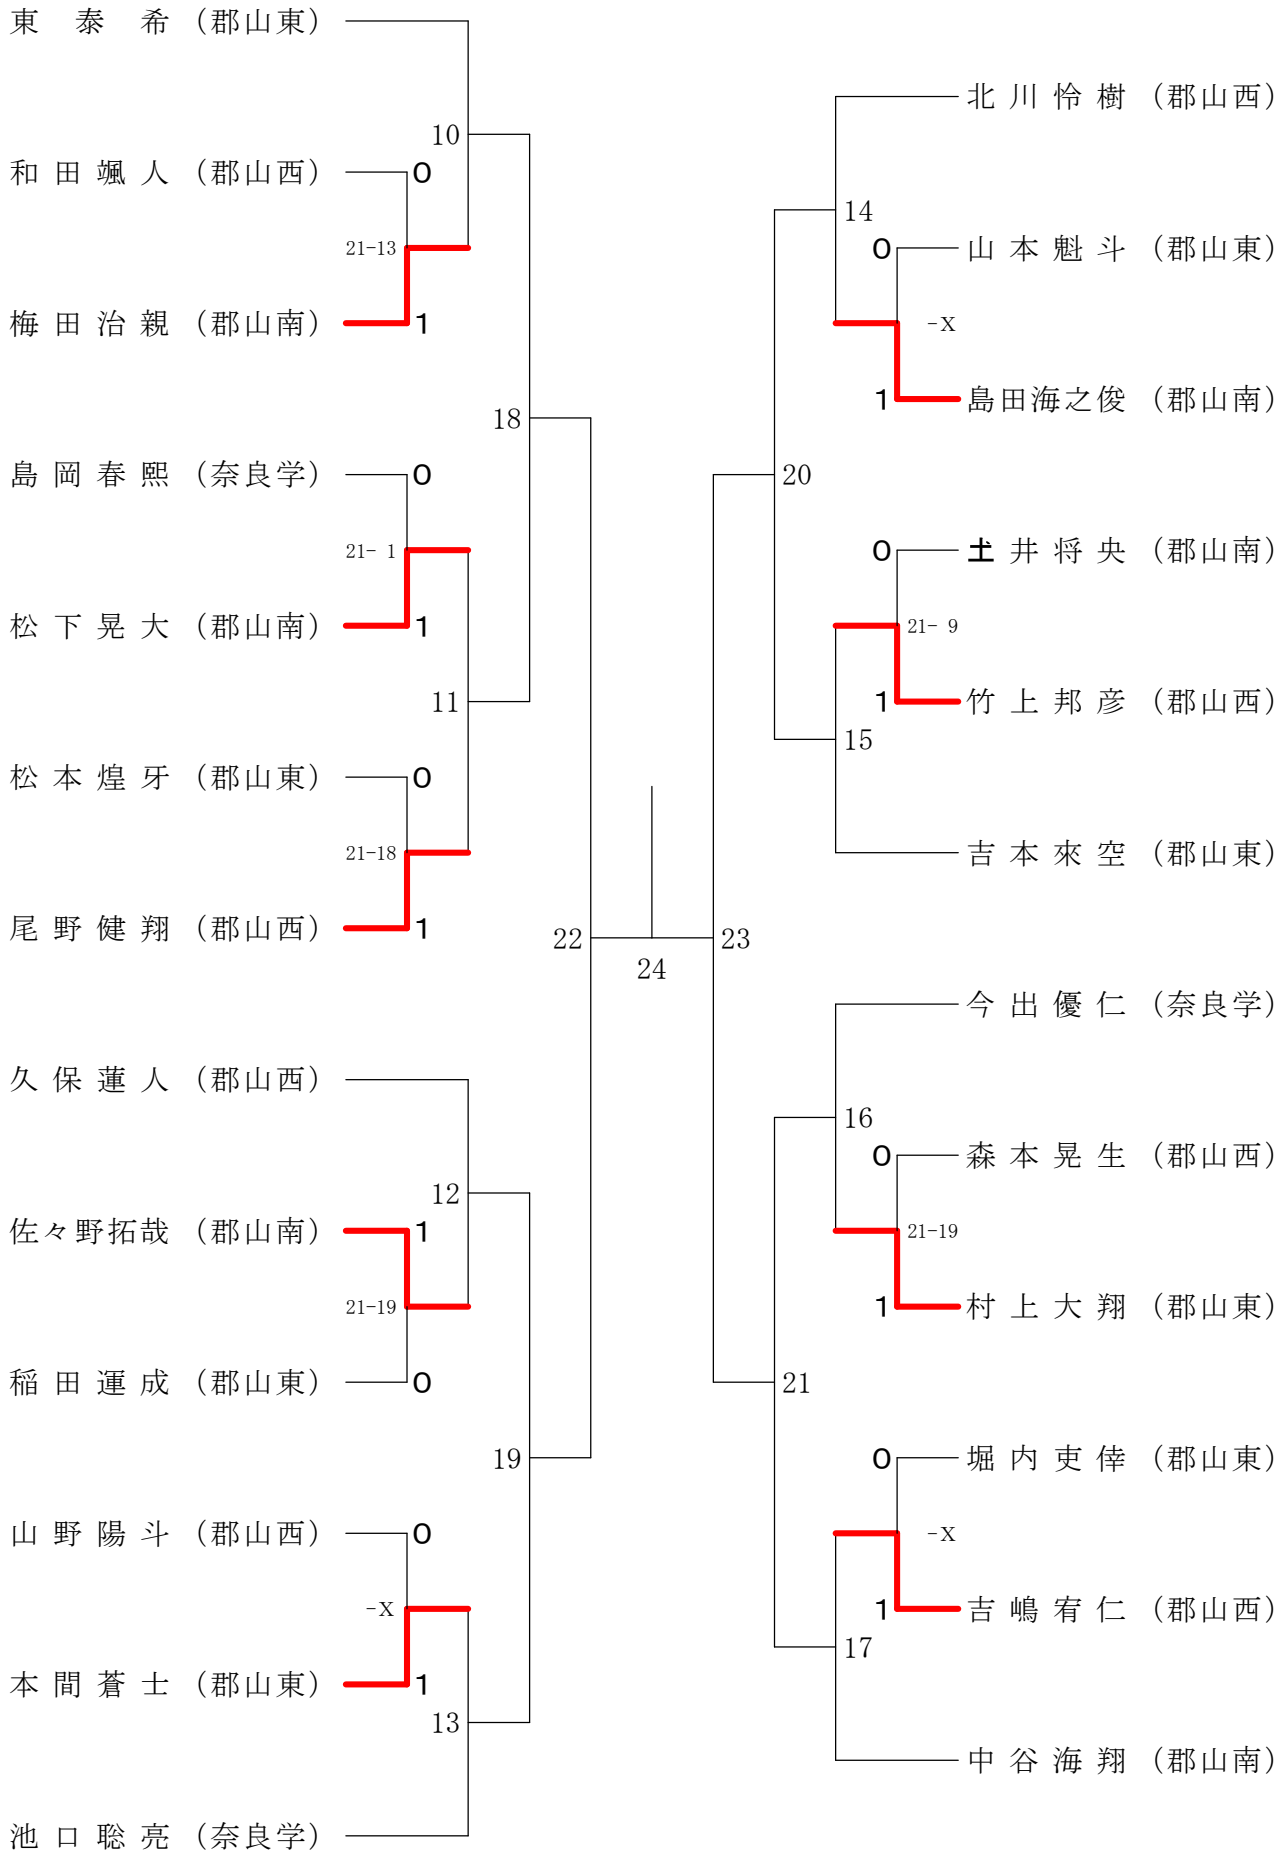 東 泰 希 (郡山東)
10
和 田 颯 人 (郡山西) 0
21-13
梅 田 治 親 (郡山南) 1
18
島 岡 春 熙 (奈良学) 0
21- 1
松 下 晃 大 (郡山南) 1
11
松 本 煌 牙 (郡山東) 0
21-18
尾 野 健 翔 (郡山西) 1
22
久 保 蓮 人 (郡山西)
12
佐々野拓哉 (郡山南) 1
21-19
稲 田 運 成 (郡山東) 0
19
山 野 陽 斗 (郡山西) 0
-X
本 間 蒼 士 (郡山東) 1
13
池 口 聡 亮 (奈良学)
24
北 川 怜 樹 (郡山西)
14
0 山 本 魁 斗 (郡山東)
-X
1 島田海之俊 (郡山南)
20
0 圡 井 将 央 (郡山南)
21- 9
1 竹 上 邦 彦 (郡山西)
15
吉 本 來 空 (郡山東)
23
今 出 優 仁 (奈良学)
16
0 森 本 晃 生 (郡山西)
21-19
1 村 上 大 翔 (郡山東)
21
0 堀 内 吏 倖 (郡山東)
-X
1 吉 嶋 宥 仁 (郡山西)
17
中 谷 海 翔 (郡山南)